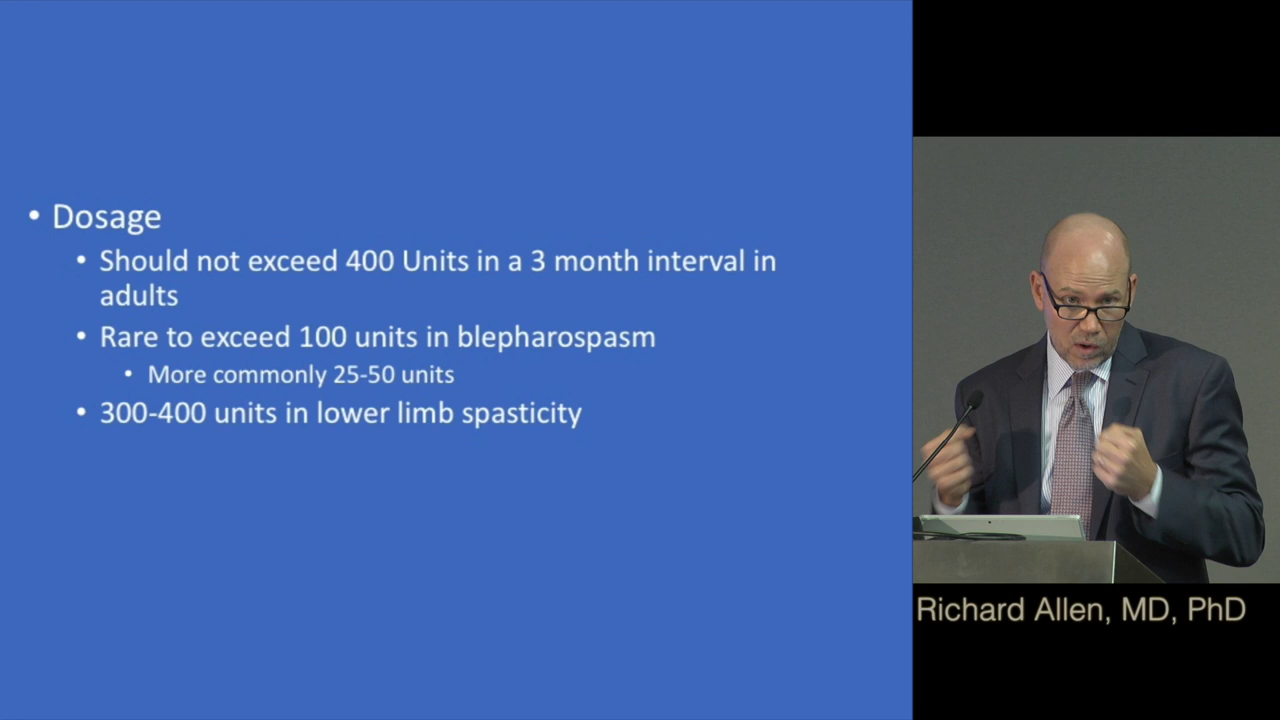 • Dosage
• Should not exceed 400 Units in a 3 month interval in
adults
• Rare to exceed 100 units in blepharospasm
• More commonly 25-50 units
• 300-400 units in lower limb spasticity
Richard Allen, MD, PhD